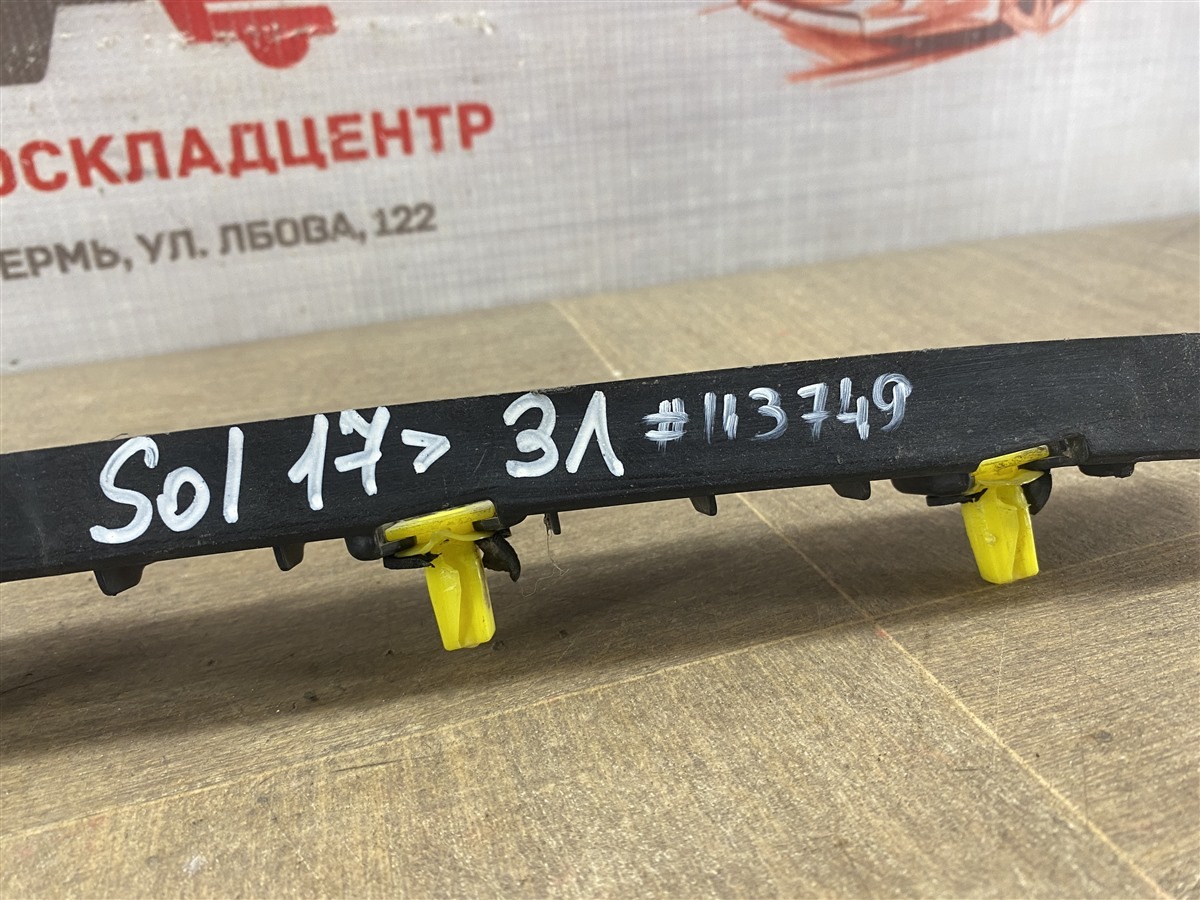 ОСКЛАДЦЕНТР
ЕРМЬ, УЛ. ЛБОВА, 122
Sol 17> ЗЛ #113749